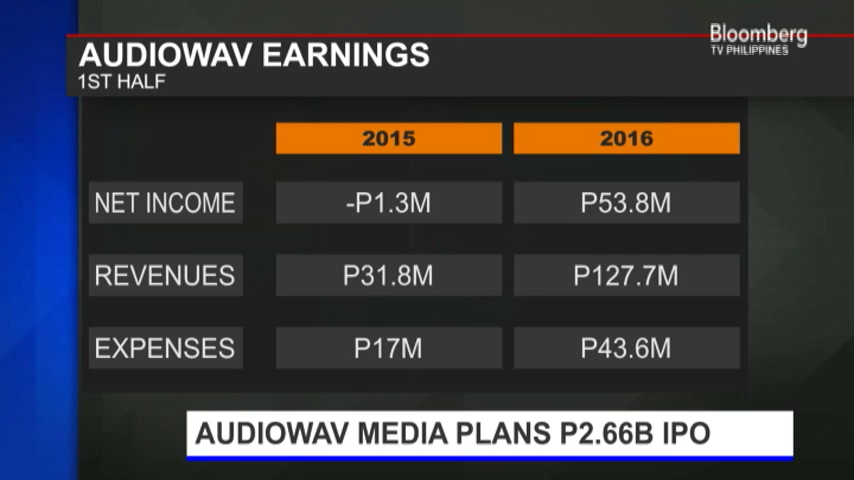 Bloomberg
TV PHILIPPINES
AUDIOWAV EARNINGS
1ST HALF
2015 2016
NET INCOME -P1.3M P53.8M
REVENUES P31.8M P127.7M
EXPENSES P17M P43.6M
AUDIOWAV MEDIA PLANS P2.66B IPO